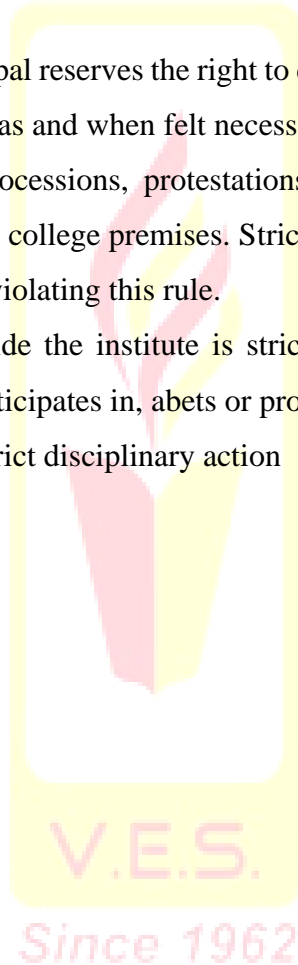 pal reserves the right to
as and when felt necess
ocessions, protestations
college premises. Stric
violating this rule.
de the institute is stric
ticipates in, abets or pro
rict disciplinary action
V.E.S.
Since 1962